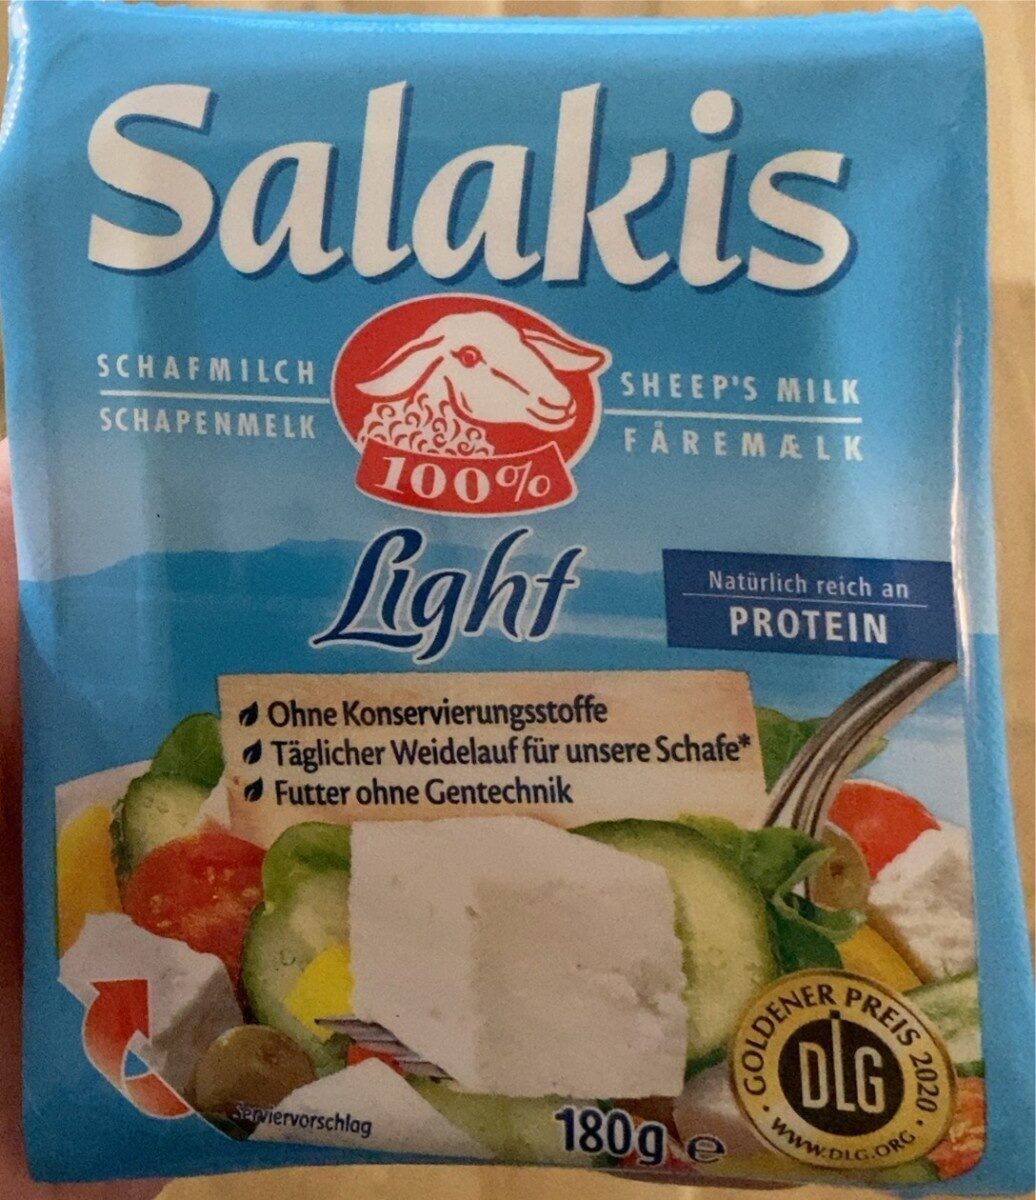 Salakis
SCHAFMILCH
SCHAPENMELK
SHEEP'S MILK
FÅREMÆLK
100%
Light
Natürlich reich an
PROTEIN
Ohne Konservierungsstoffe
Täglicher Weidelauf für unsere Schafe*
Futter ohne Gentechnik
Serviervorschlag
180g e
GOLDENER PREIS 2020
DLG
WWW.DLG.ORG